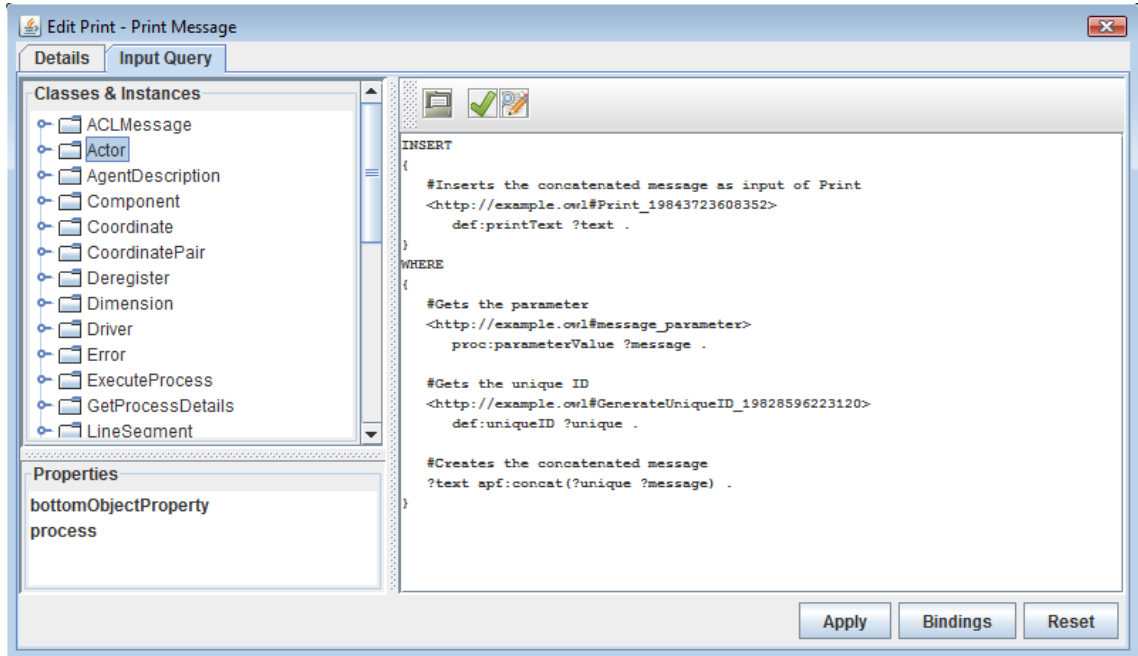 Edit Print - Print Message
Details
Input Query
Classes & Instances
ACLMessage
Actor
AgentDescription
Component
Coordinate
CoordinatePair
Deregister
Dimension
Driver
Error
ExecuteProcess
GetProcessDetails
LineSegment
Properties
bottomObjectProperty
process
INSERT
{
#Inserts the concatenated message as input of Print
<http://example.owl#Print_19843723608352>
def:printText ?text .
}
WHERE
{
#Gets the parameter
<http://example.owl#message_parameter>
proc:parameterValue ?message .
#Gets the unique ID
<http://example.owl#GenerateUniqueID_19828596223120>
def:uniqueID ?unique .
#Creates the concatenated message
?text apf:concat(?unique ?message) .
}
Apply
Bindings
Reset